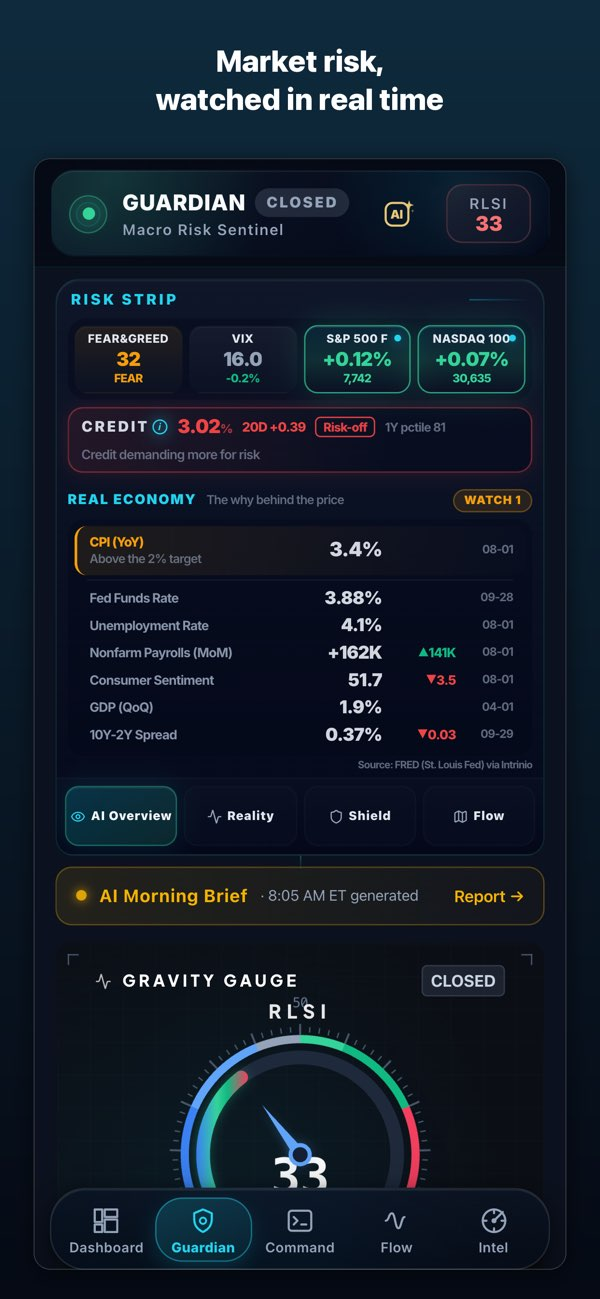 Market risk,
watched in real time
GUARDIAN CLOSED
Macro Risk Sentinel
AI
RLSI
33
RISK STRIP
FEAR&GREED
32
FEAR
VIX
16.0
-0.2%
S&P 500 F
+0.12%
7,742
NASDAQ 100
+0.07%
30,635
CREDIT i 3.02% 20D +0.39 Risk-off 1Y pctile 81
Credit demanding more for risk
REAL ECONOMY The why behind the price WATCH 1
CPI (YoY) 3.4% 08-01
Above the 2% target
Fed Funds Rate 3.88% 09-28
Unemployment Rate 4.1% 08-01
Nonfarm Payrolls (MoM) +162K ▲141K 08-01
Consumer Sentiment 51.7 ▼3.5 08-01
GDP (QoQ) 1.9% 04-01
10Y-2Y Spread 0.37% ▼0.03 09-29
Source: FRED (St. Louis Fed) via Intrinio
AI Overview Reality Shield Flow
AI Morning Brief · 8:05 AM ET generated Report →
GRAVITY GAUGE CLOSED
50
RLSI
33
Dashboard Guardian Command Flow Intel